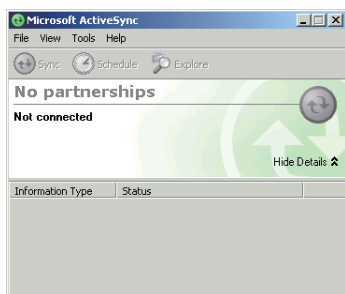 Microsoft ActiveSync
File View Tools Help
Sync Schedule Explore
No partnerships
Not connected
Hide Details
Information Type Status